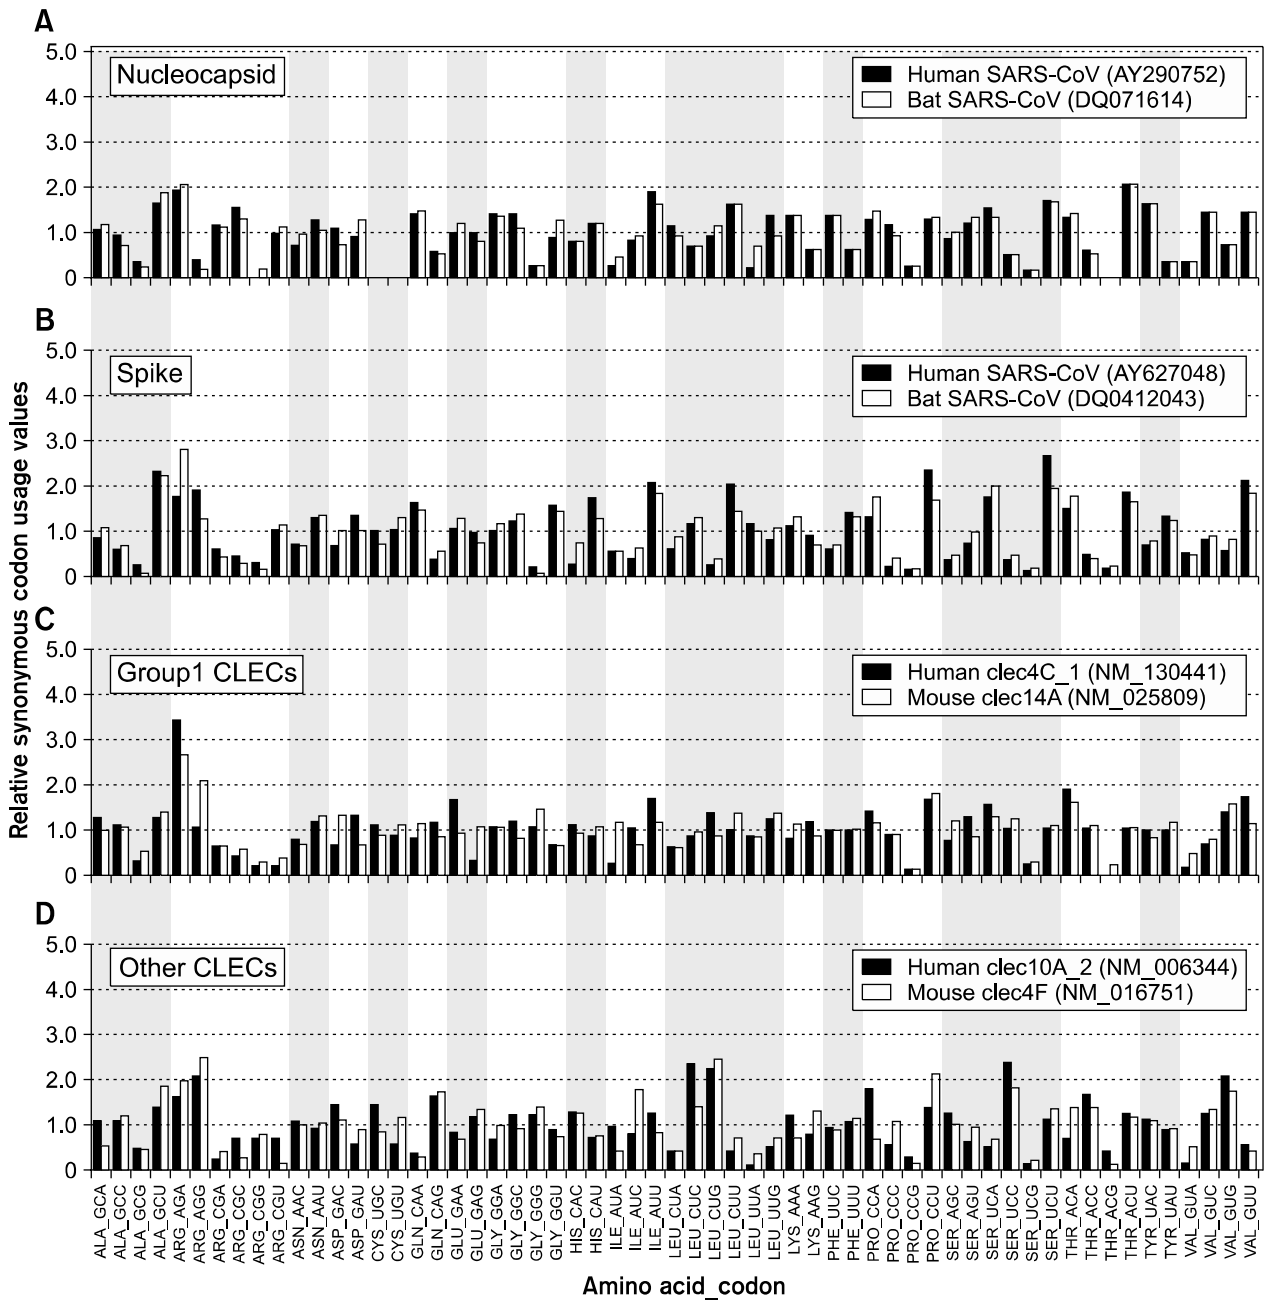 A
5.0
4.0
3.0
2.0
1.0
0
Nucleocapsid
Human SARS-CoV (AY290752)
Bat SARS-CoV (DQ071614)
B
5.0
4.0
3.0
2.0
1.0
0
Spike
Human SARS-CoV (AY627048)
Bat SARS-CoV (DQ0412043)
C
5.0
4.0
3.0
2.0
1.0
0
Group1 CLECs
Human clec4C_1 (NM_130441)
Mouse clec14A (NM_025809)
D
5.0
4.0
3.0
2.0
1.0
0
Other CLECs
Human clec10A_2 (NM_006344)
Mouse clec4F (NM_016751)
Relative synonymous codon usage values
ALA_GCA
ALA_GCC
ALA_GCG
ALA_GCU
ARG_AGA
ARG_AGG
ARG_CGA
ARG_CGC
ARG_CGG
ARG_CGU
ASN_AAC
ASN_AAU
ASP_GAC
ASP_GAU
CYS_UGC
CYS_UGU
GLN_CAA
GLN_CAG
GLU_GAA
GLU_GAG
GLY_GGA
GLY_GGC
GLY_GGG
GLY_GGU
HIS_CAC
HIS_CAU
ILE_AUA
ILE_AUC
ILE_AUU
LEU_CUA
LEU_CUC
LEU_CUG
LEU_CUU
LEU_UUA
LEU_UUG
LYS_AAA
LYS_AAG
PHE_UUC
PHE_UUU
PRO_CCA
PRO_CCC
PRO_CCG
PRO_CCU
SER_AGC
SER_AGU
SER_UCA
SER_UCC
SER_UCG
SER_UCU
THR_ACA
THR_ACC
THR_ACG
THR_ACU
TYR_UAC
TYR_UAU
VAL_GUA
VAL_GUC
VAL_GUG
VAL_GUU
Amino acid_codon